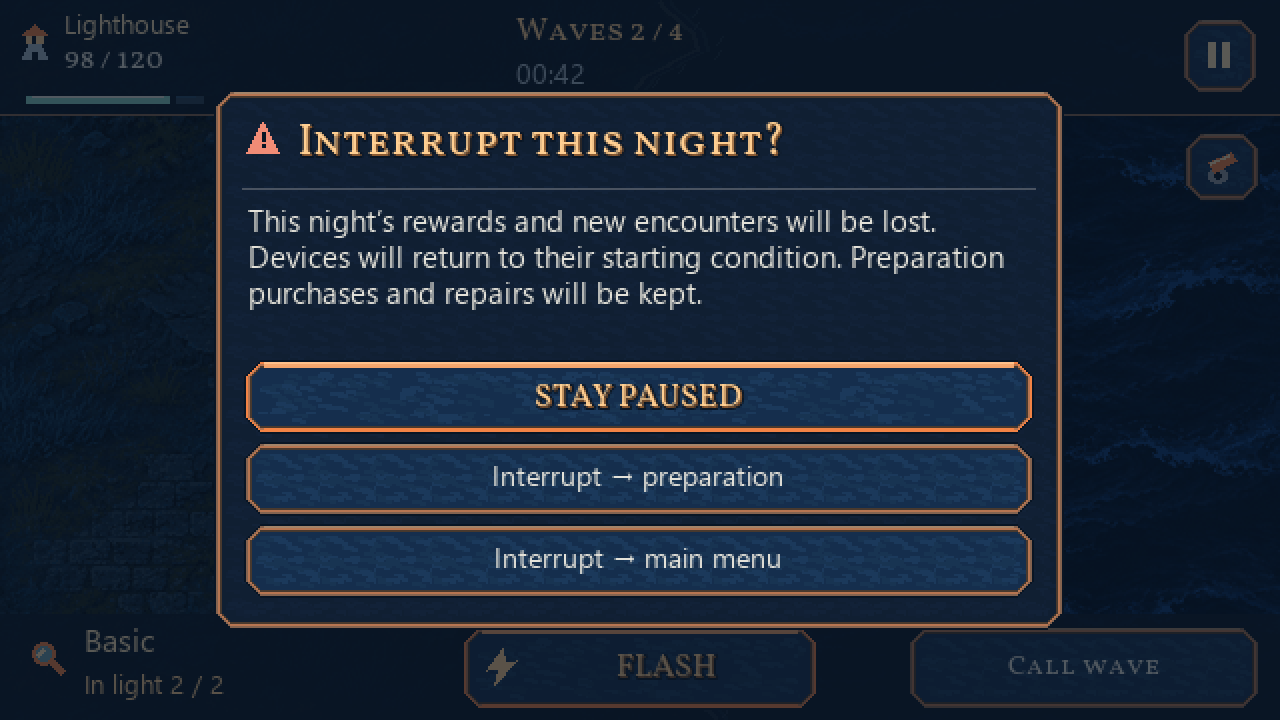 Lighthouse
98 / 120
Waves 2 / 4
00:42
Interrupt this night?
This night's rewards and new encounters will be lost.
Devices will return to their starting condition. Preparation
purchases and repairs will be kept.
STAY PAUSED
Interrupt → preparation
Interrupt → main menu
Basic
In light 2 / 2
FLASH
Call wave